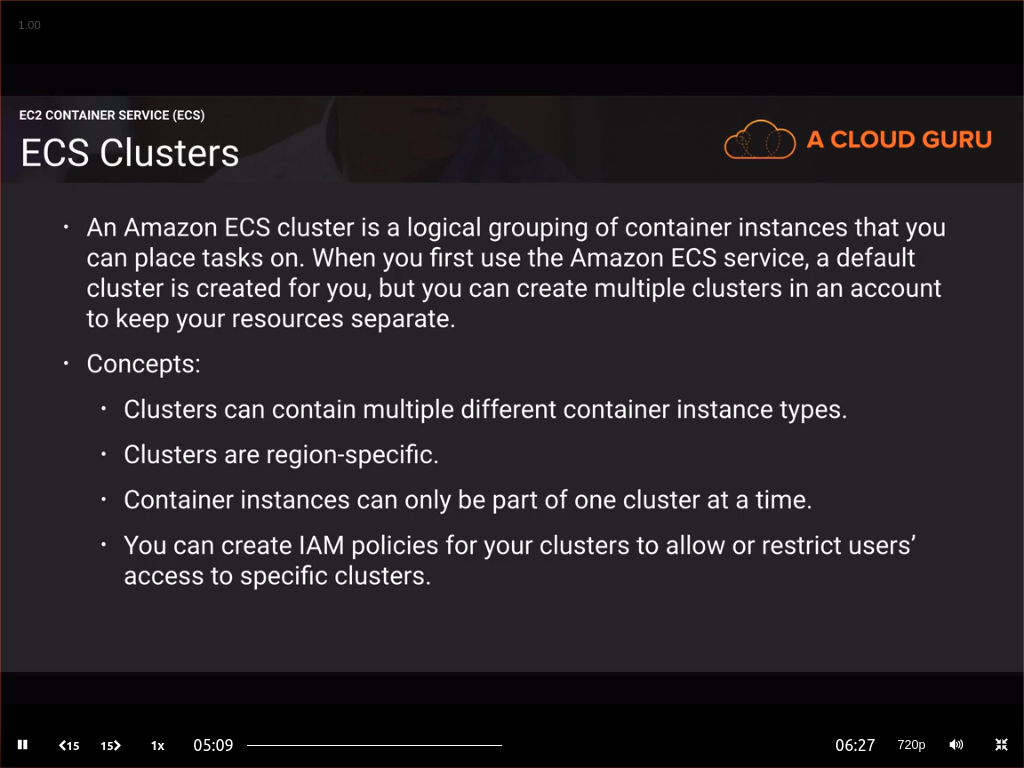 1.00
EC2 CONTAINER SERVICE (ECS)
ECS Clusters
A CLOUD GURU
· An Amazon ECS cluster is a logical grouping of container instances that you
can place tasks on. When you first use the Amazon ECS service, a default
cluster is created for you, but you can create multiple clusters in an account
to keep your resources separate.
· Concepts:
· Clusters can contain multiple different container instance types.
· Clusters are region-specific.
· Container instances can only be part of one cluster at a time.
· You can create IAM policies for your clusters to allow or restrict users’
access to specific clusters.
15 15 1x 05:09 06:27 720p